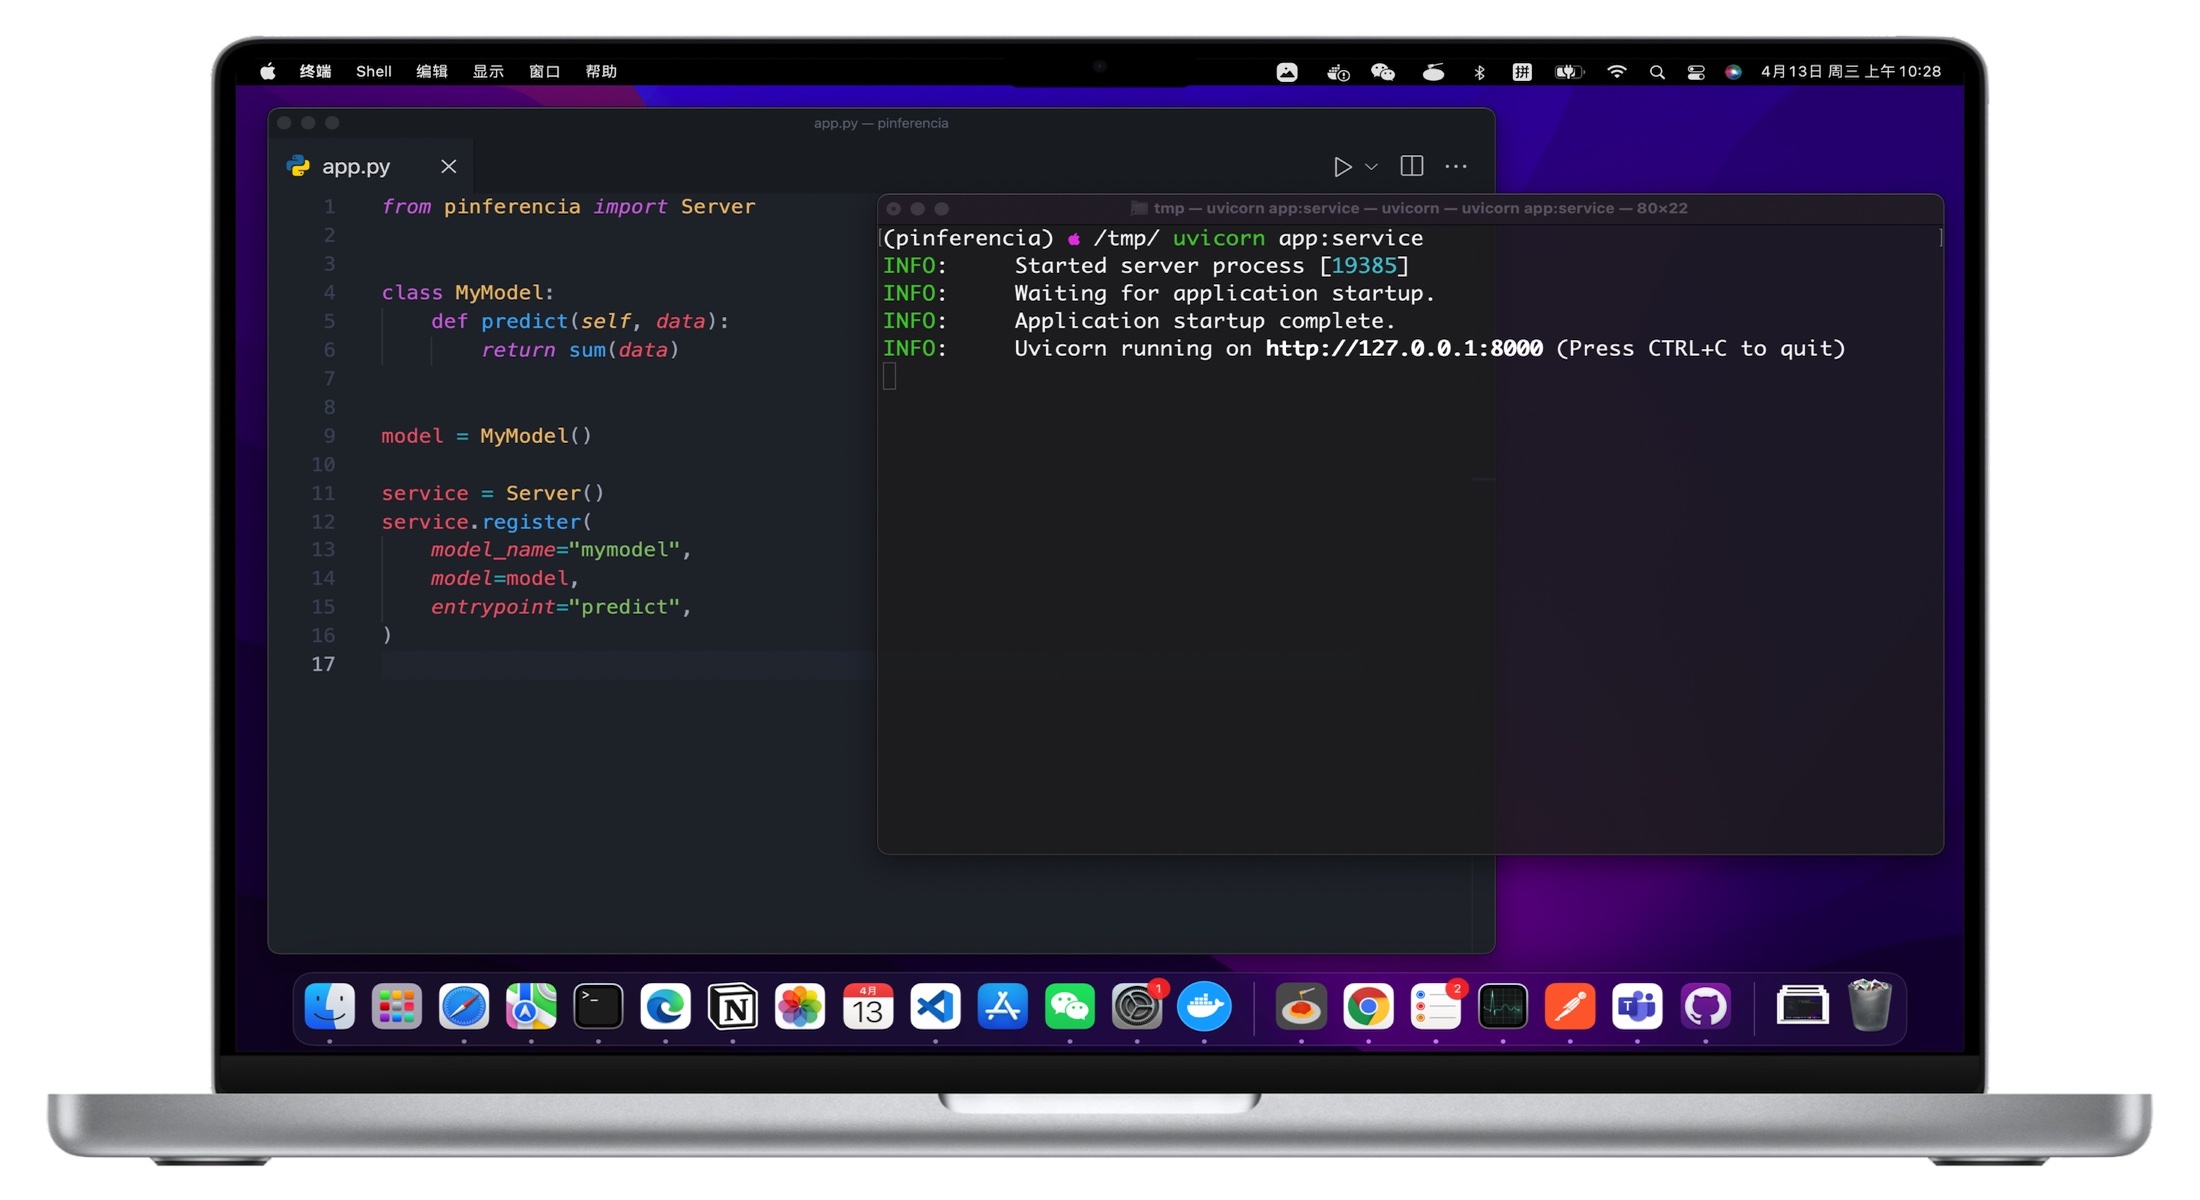 终端 Shell 编辑 显示 窗口 帮助 拼 4月13日 周三 上午10:28
app.py — pinferencia
app.py
1 from pinferencia import Server
2
3
4 class MyModel:
5 def predict(self, data):
6 return sum(data)
7
8
9 model = MyModel()
10
11 service = Server()
12 service.register(
13 model_name="mymodel",
14 model=model,
15 entrypoint="predict",
16 )
17
tmp — uvicorn app:service — uvicorn — uvicorn app:service — 80×22
(pinferencia) /tmp/ uvicorn app:service
INFO: Started server process [19385]
INFO: Waiting for application startup.
INFO: Application startup complete.
INFO: Uvicorn running on http://127.0.0.1:8000 (Press CTRL+C to quit)
>_
N
4月
13
1
2
T